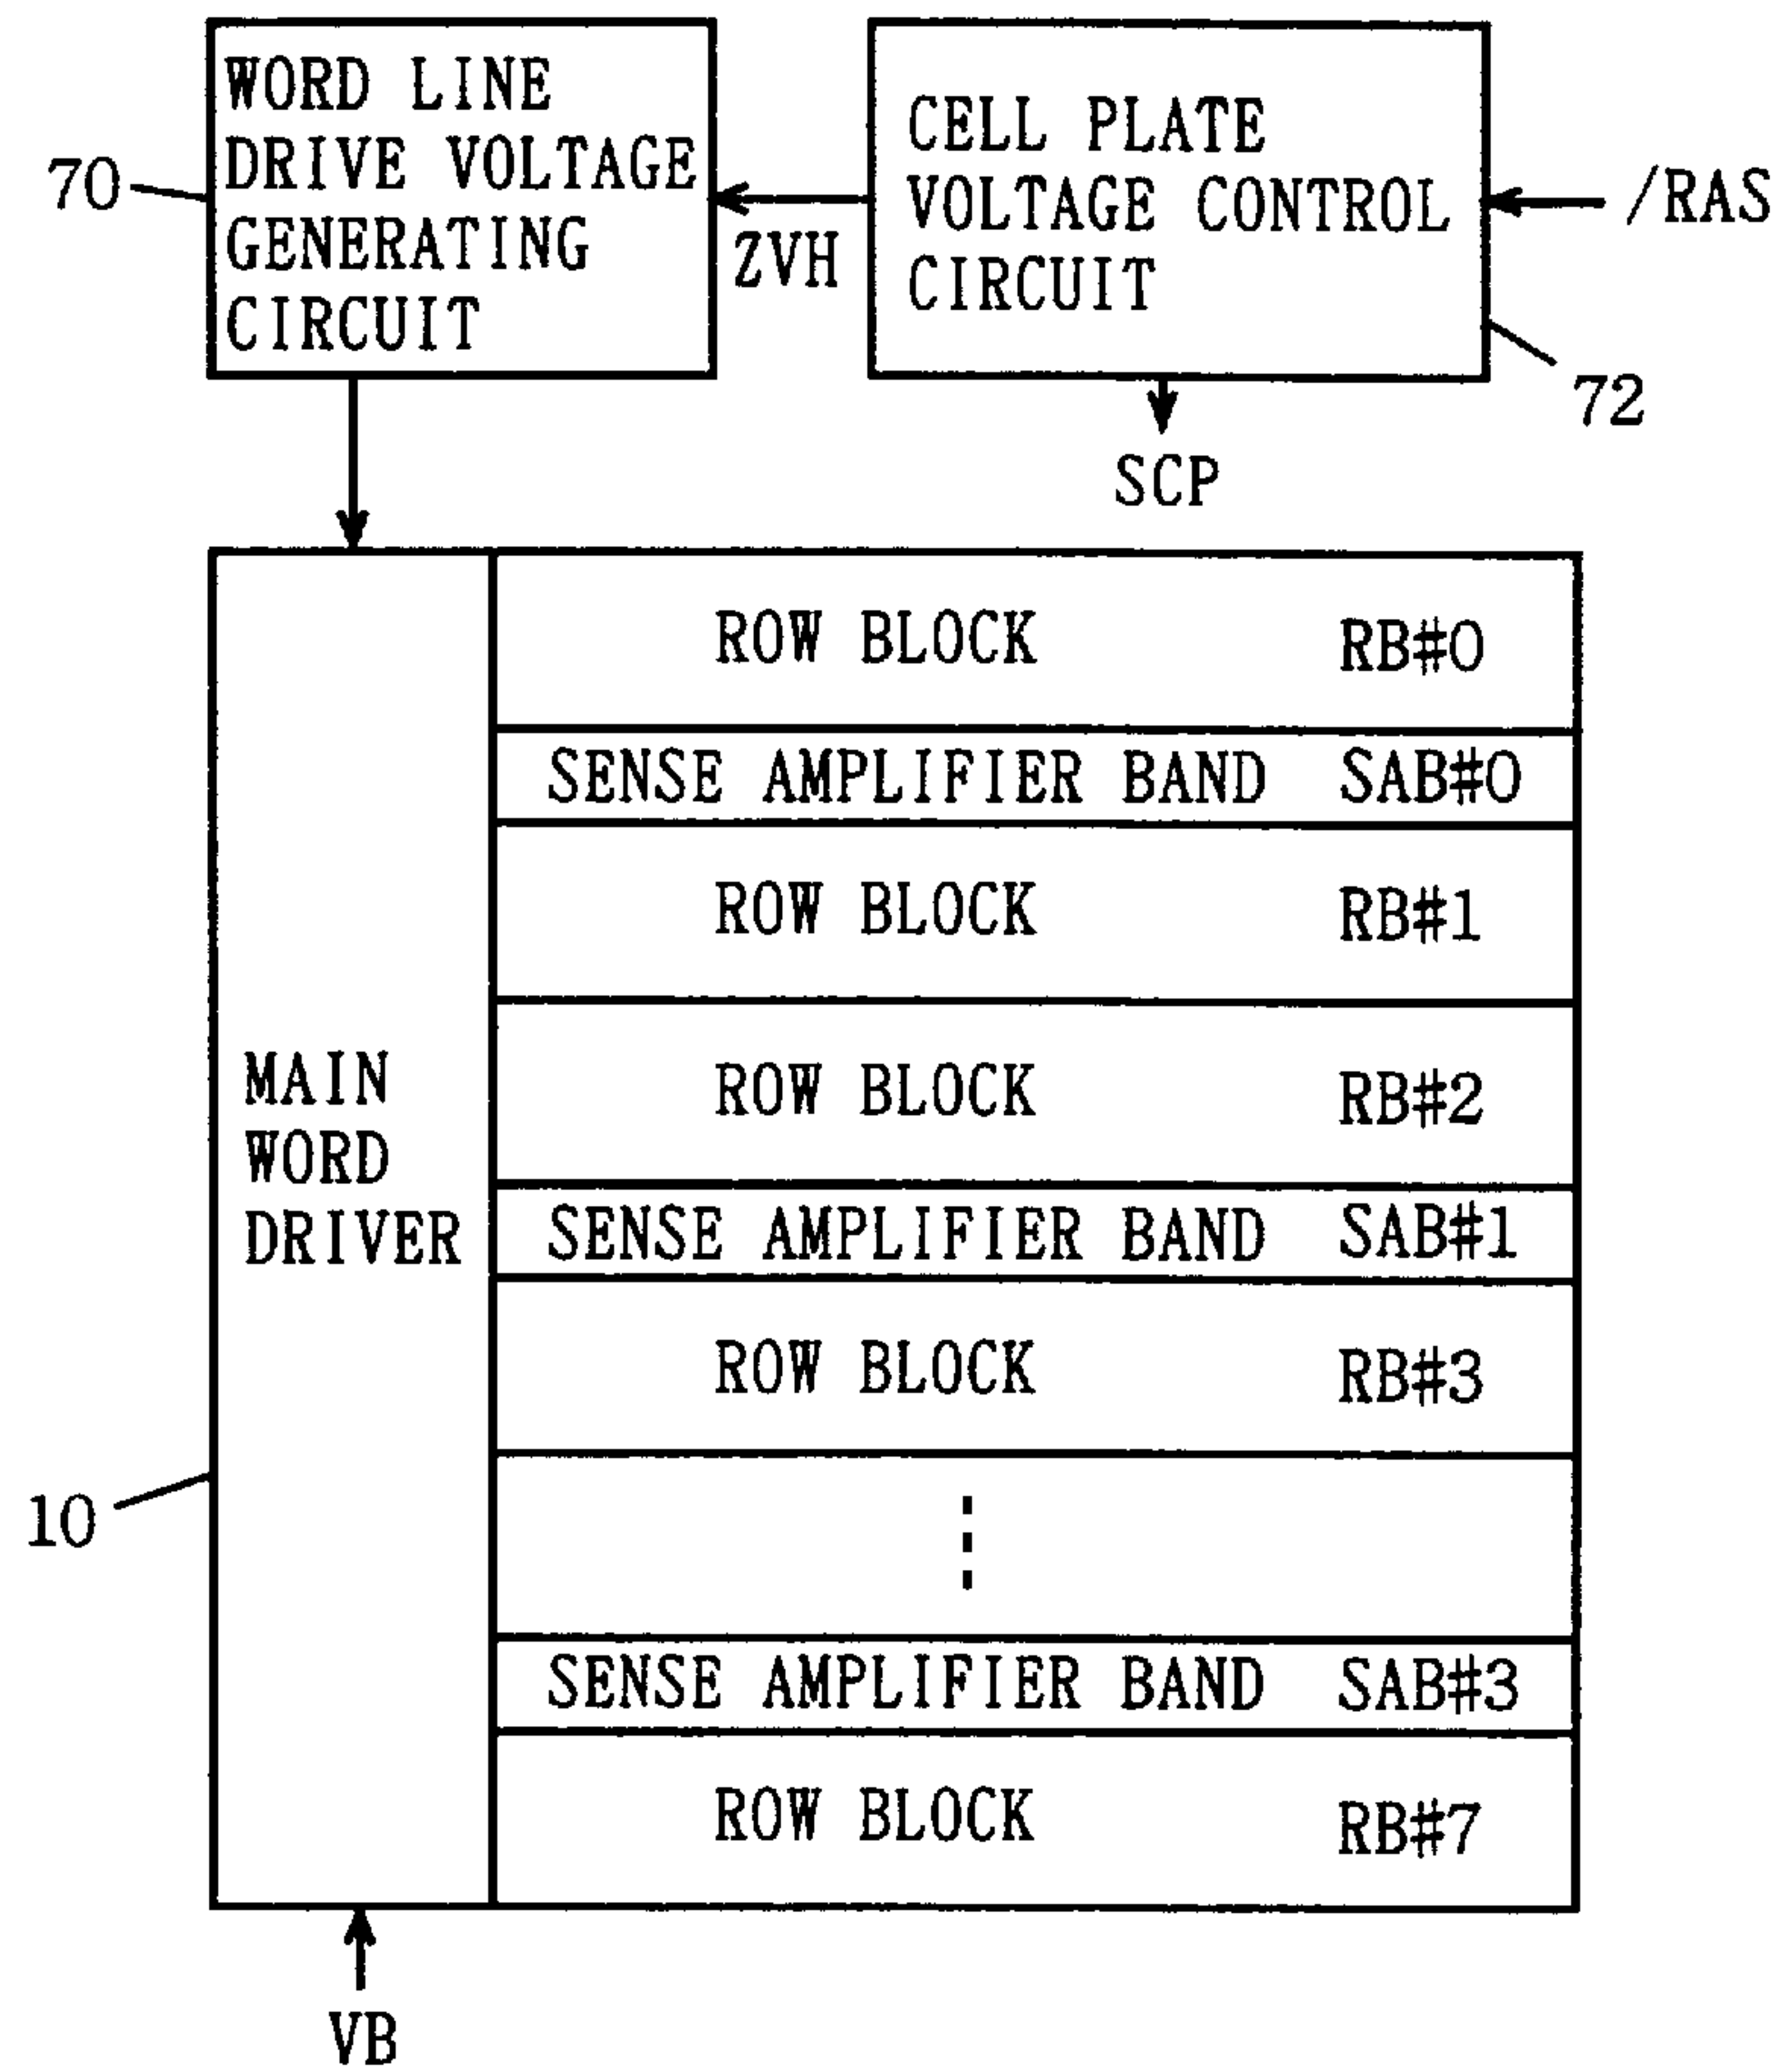 WORD LINE
DRIVE VOLTAGE
GENERATING
CIRCUIT
70
ZVH
CELL PLATE
VOLTAGE CONTROL
CIRCUIT
/RAS
72
SCP
MAIN
WORD
DRIVER
10
ROW BLOCK RB#0
SENSE AMPLIFIER BAND SAB#0
ROW BLOCK RB#1
ROW BLOCK RB#2
SENSE AMPLIFIER BAND SAB#1
ROW BLOCK RB#3
SENSE AMPLIFIER BAND SAB#3
ROW BLOCK RB#7
VB